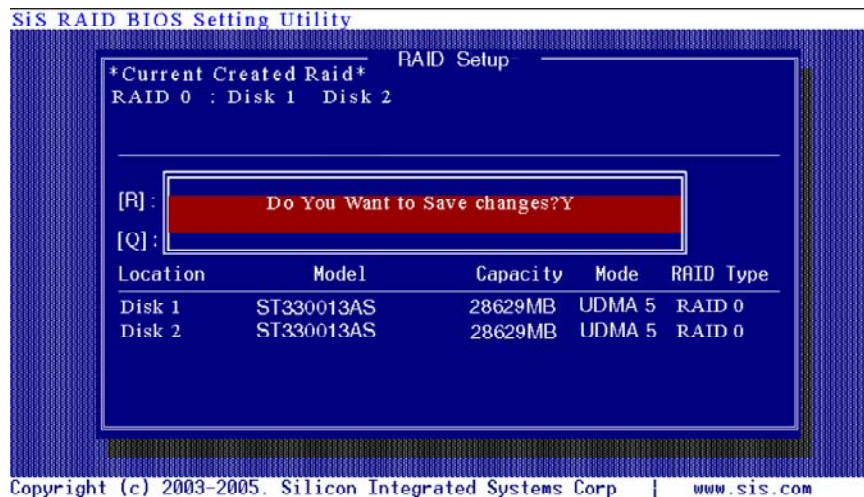 SiS RAID BIOS Setting Utility
RAID Setup
*Current Created Raid*
RAID 0 : Disk 1 Disk 2
[R] :
Do You Want to Save changes?Y
[Q] :
Location Model Capacity Mode RAID Type
Disk 1 ST330013AS 28629MB UDMA 5 RAID 0
Disk 2 ST330013AS 28629MB UDMA 5 RAID 0
Copyright (c) 2003-2005. Silicon Integrated Systems Corp | www.sis.com